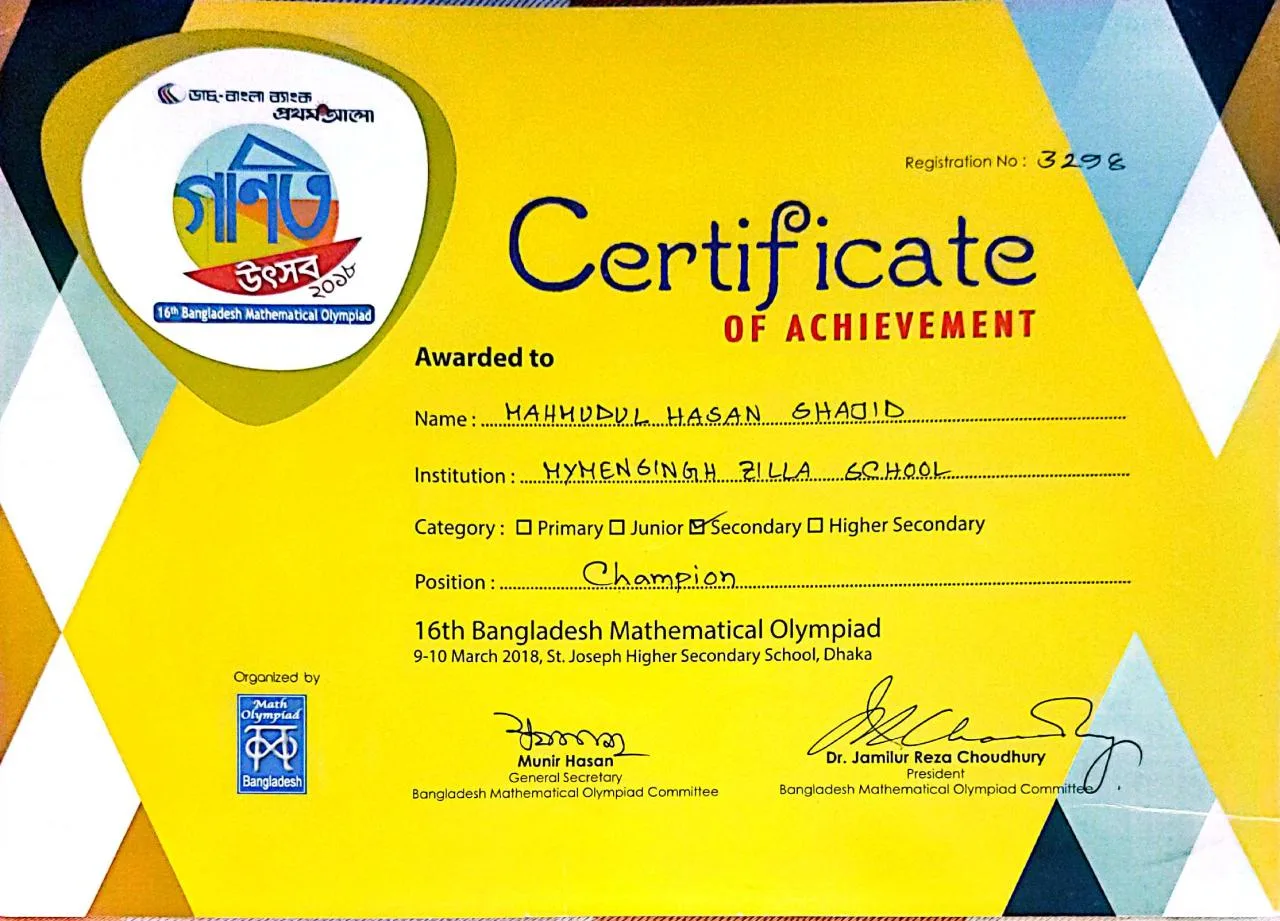 ডাচ্-বাংলা ব্যাংক
প্রথম আলো
গণিত
উৎসব
২০১৮
16th Bangladesh Mathematical Olympiad
Registration No : 3298
Certificate
OF ACHIEVEMENT
Awarded to
Name : MAHMUDUL HASAN SHAJID
Institution : MYMENSINGH ZILLA SCHOOL
Category : Primary Junior Secondary Higher Secondary
Position : Champion
16th Bangladesh Mathematical Olympiad
9-10 March 2018, St. Joseph Higher Secondary School, Dhaka
Organized by
Math
Olympiad
Bangladesh
Munir Hasan
General Secretary
Bangladesh Mathematical Olympiad Committee
Dr. Jamilur Reza Choudhury
President
Bangladesh Mathematical Olympiad Committee